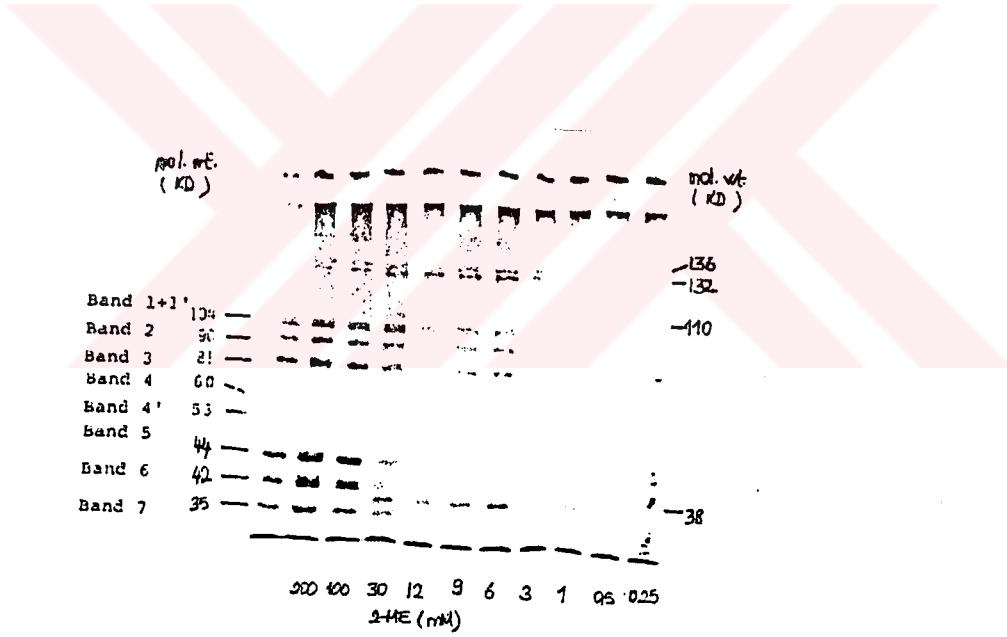 mol. wt.
(KD)
mol. wt.
(KD)
136
132
110
38
Band 1+1' 104
Band 2 90
Band 3 81
Band 4 60
Band 4' 53
Band 5 44
Band 6 42
Band 7 35
200 100 30 12 9 6 3 1 0.5 0.25
2-ME (mM)